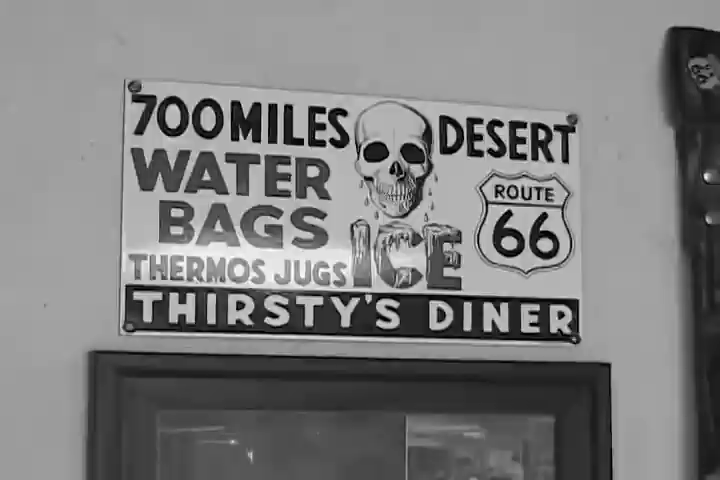 700 MILES DESERT
WATER
BAGS
THERMOS JUGS ICE
ROUTE
66
THIRSTY'S DINER